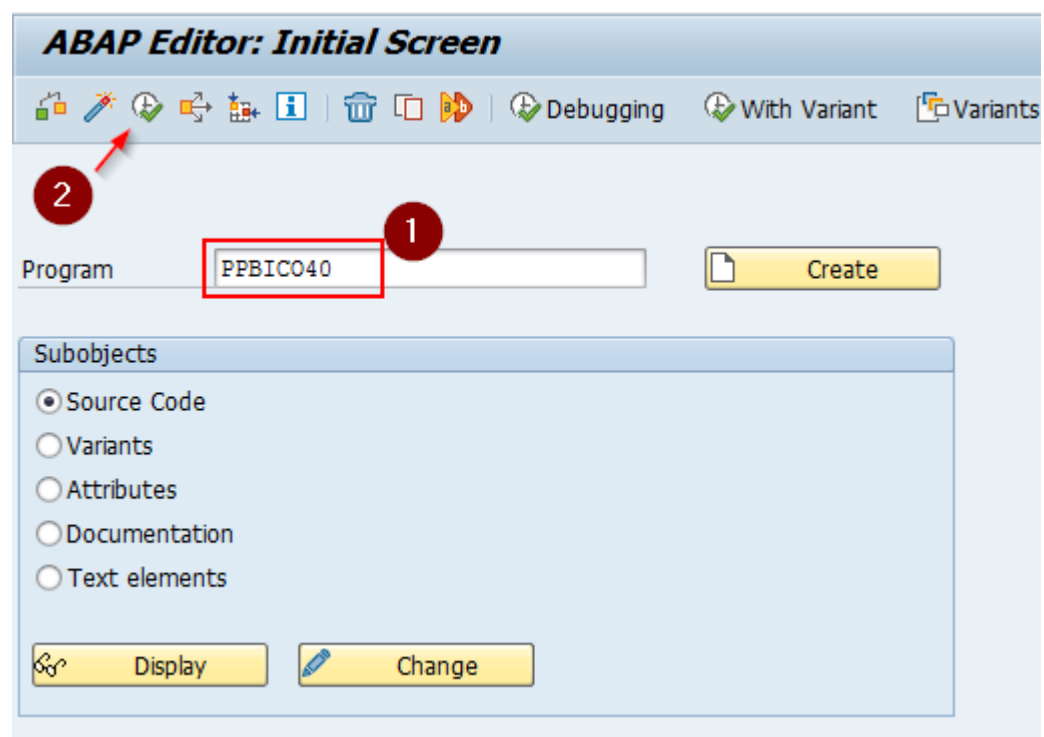 ABAP Editor: Initial Screen
Debugging With Variant Variants
2
1
Program PPBICO40 Create
Subobjects
Source Code
Variants
Attributes
Documentation
Text elements
Display Change